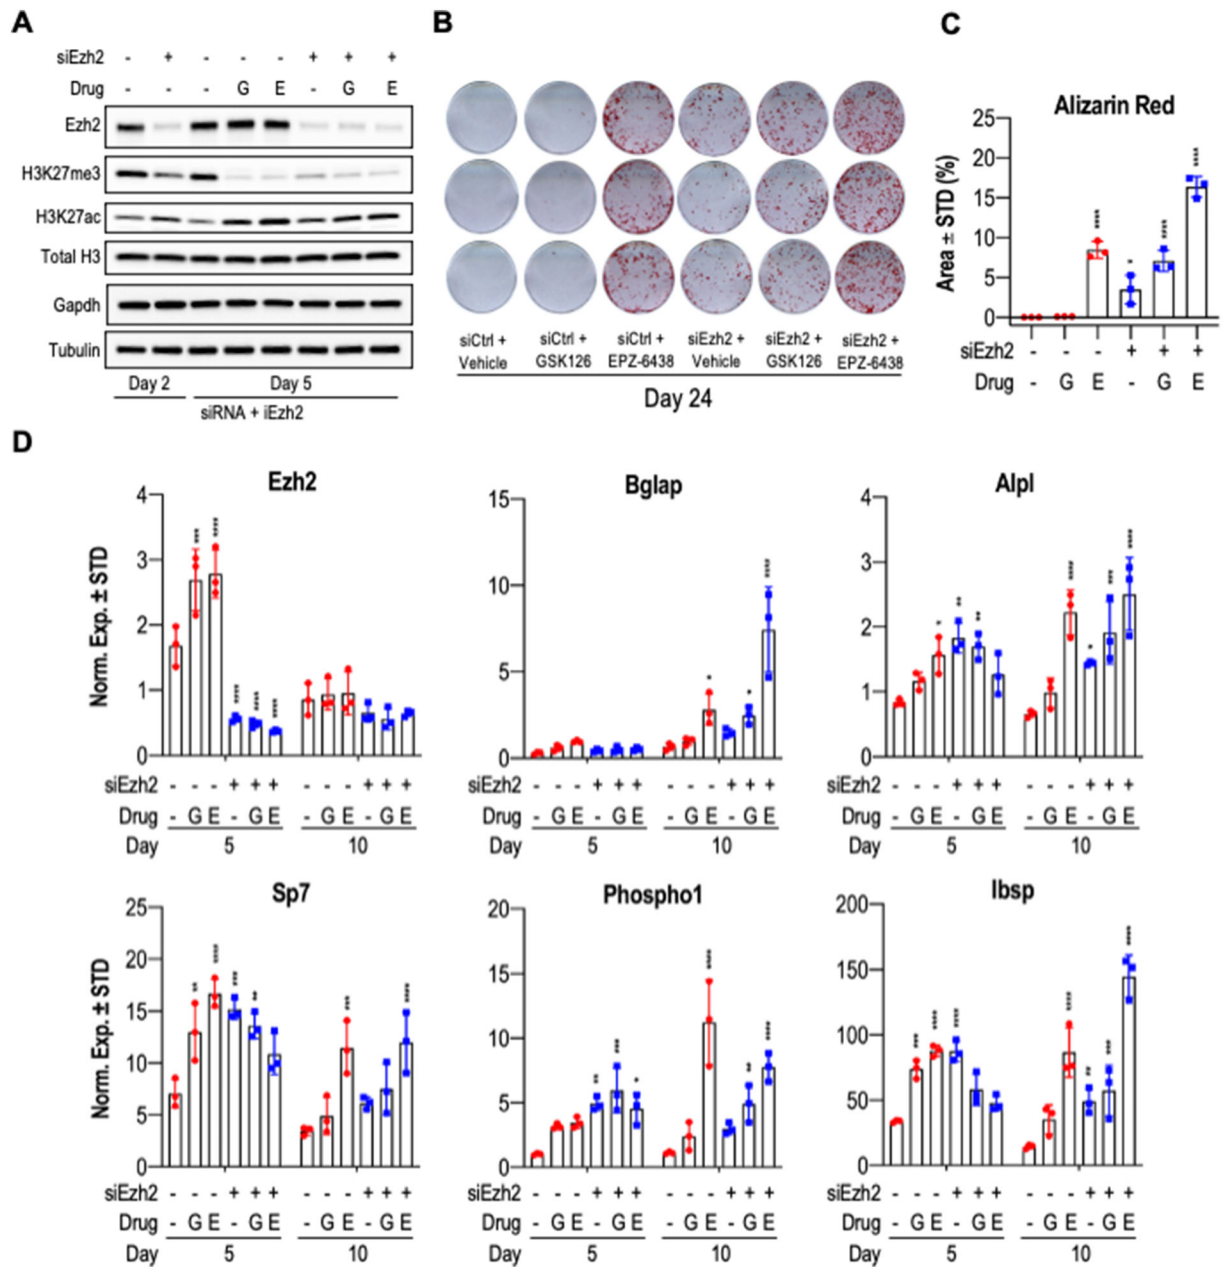 A
siEzh2 - + - - - + + +
Drug - - - G E - G E
Ezh2
H3K27me3
H3K27ac
Total H3
Gapdh
Tubulin
Day 2 Day 5
siRNA + iEzh2
B
siCtrl + siCtrl + siCtrl + siEzh2 + siEzh2 + siEzh2 +
Vehicle GSK126 EPZ-6438 Vehicle GSK126 EPZ-6438
Day 24
C
Alizarin Red
Area ± STD (%)
25
20
15
10
5
0
**** * **** ****
siEzh2 - - - + + +
Drug - G E - G E
D
Ezh2
Norm. Exp. ± STD
4
3
2
1
0
*** **** **** **** ****
siEzh2 - - - + + + - - - + + +
Drug - G E - G E - G E - G E
Day 5 10
Bglap
15
10
5
0
* * ****
siEzh2 - - - + + + - - - + + +
Drug - G E - G E - G E - G E
Day 5 10
Alpl
4
3
2
1
0
* ** ** **** * *** ****
siEzh2 - - - + + + - - - + + +
Drug - G E - G E - G E - G E
Day 5 10
Sp7
Norm. Exp. ± STD
25
20
15
10
5
0
** **** *** ** *** ****
siEzh2 - - - + + + - - - + + +
Drug - G E - G E - G E - G E
Day 5 10
Phospho1
20
15
10
5
0
** *** * **** ** ****
siEzh2 - - - + + + - - - + + +
Drug - G E - G E - G E - G E
Day 5 10
Ibsp
200
150
100
50
0
*** **** **** **** ** *** ****
siEzh2 - - - + + + - - - + + +
Drug - G E - G E - G E - G E
Day 5 10